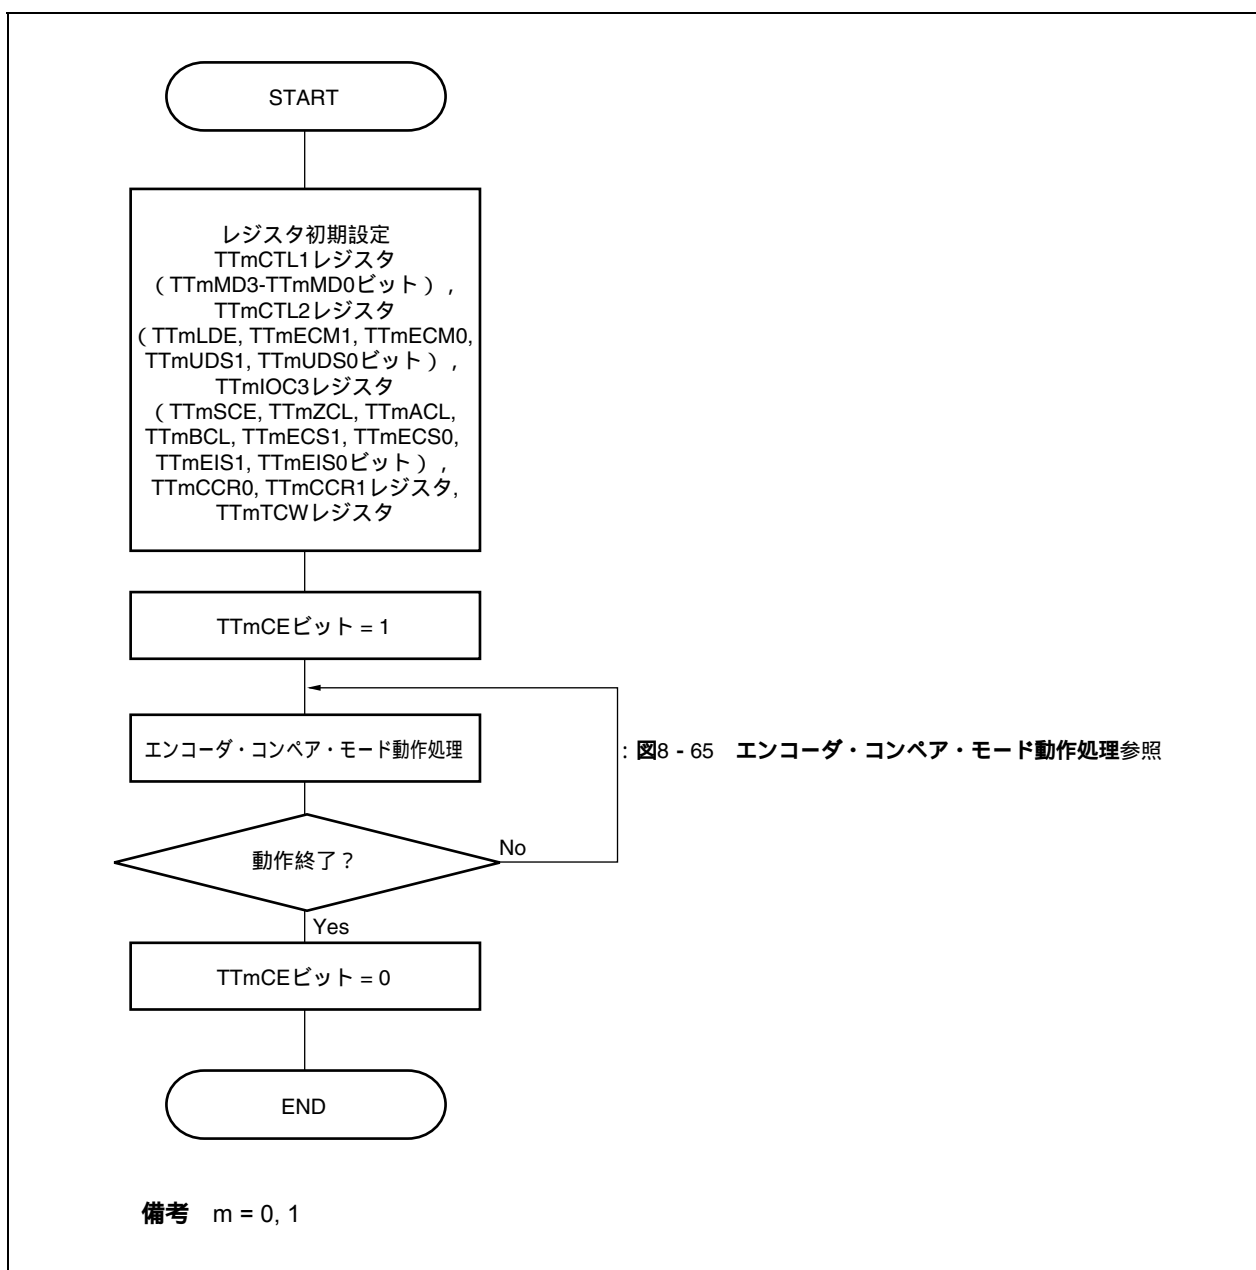 START
レジスタ初期設定
TTmCTL1レジスタ
（TTmMD3-TTmMD0ビット）,
TTmCTL2レジスタ
（TTmLDE, TTmECM1, TTmECM0,
TTmUDS1, TTmUDS0ビット）,
TTmIOC3レジスタ
（TTmSCE, TTmZCL, TTmACL,
TTmBCL, TTmECS1, TTmECS0,
TTmEIS1, TTmEIS0ビット）,
TTmCCR0, TTmCCR1レジスタ,
TTmTCWレジスタ
TTmCEビット = 1
エンコーダ・コンペア・モード動作処理
: 図8 - 65　エンコーダ・コンペア・モード動作処理参照
動作終了？
No
Yes
TTmCEビット = 0
END
備考　m = 0, 1